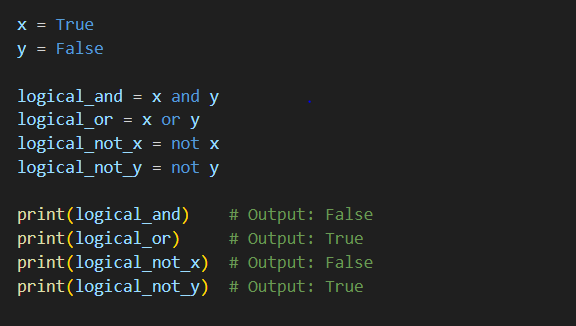 x = True
y = False
logical_and = x and y
logical_or = x or y
logical_not_x = not x
logical_not_y = not y
print(logical_and)    # Output: False
print(logical_or)     # Output: True
print(logical_not_x)  # Output: False
print(logical_not_y)  # Output: True